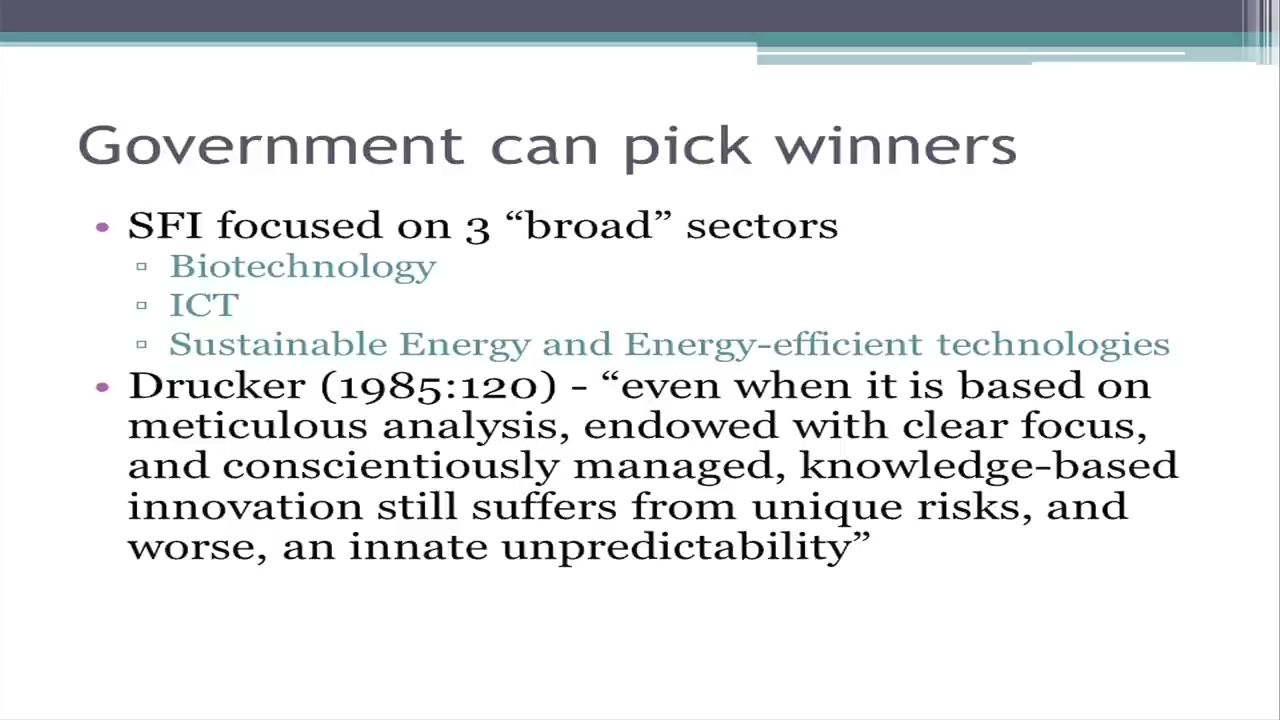 Government can pick winners
• SFI focused on 3 “broad” sectors
▫ Biotechnology
▫ ICT
▫ Sustainable Energy and Energy-efficient technologies
• Drucker (1985:120) - “even when it is based on
meticulous analysis, endowed with clear focus,
and conscientiously managed, knowledge-based
innovation still suffers from unique risks, and
worse, an innate unpredictability”